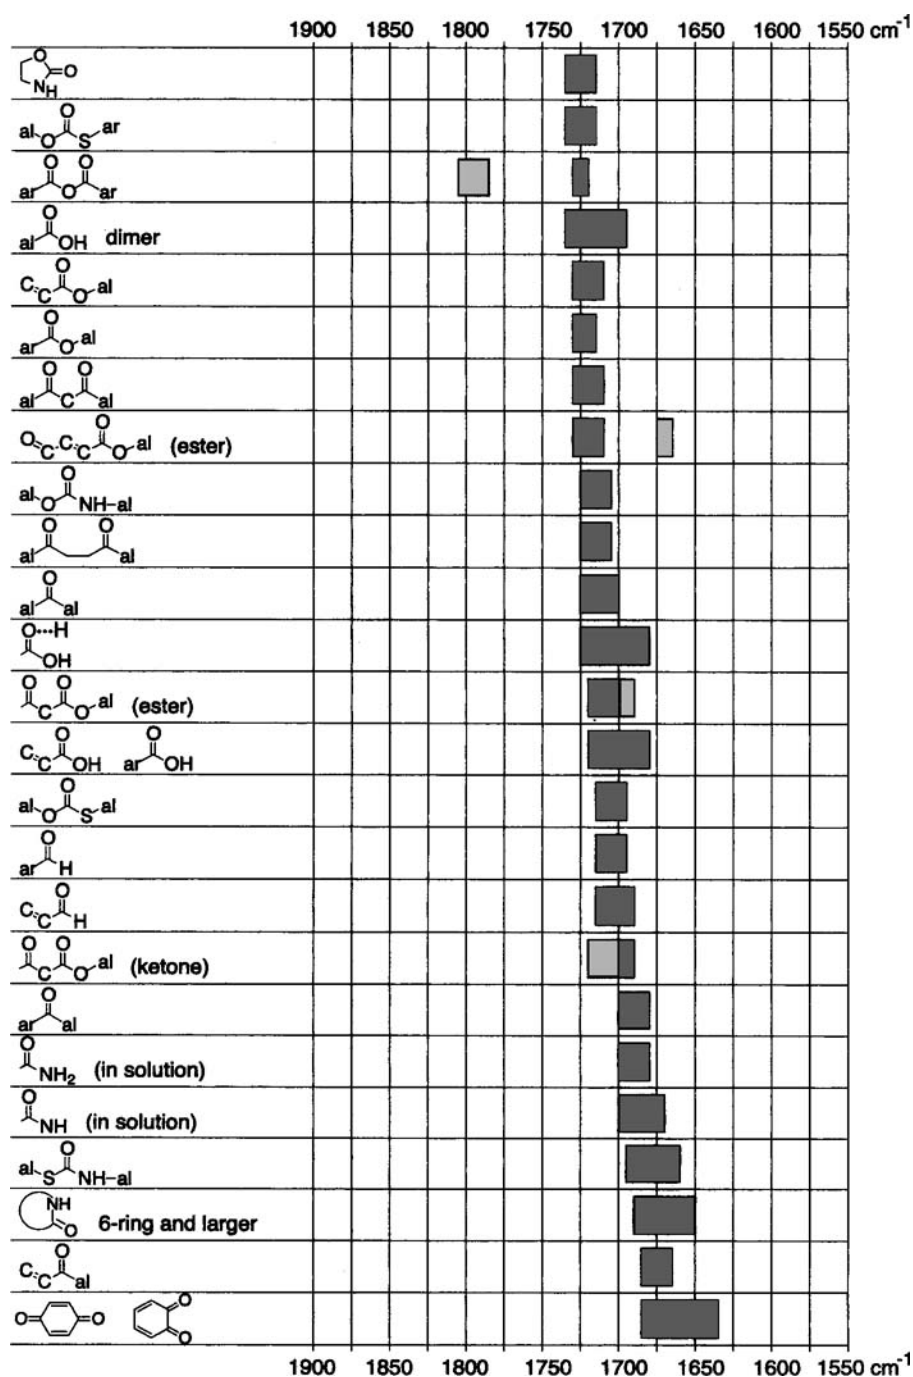 1900 1850 1800 1750 1700 1650 1600 1550 cm-1
O
O
NH
O
al O S ar
O O
ar O ar
O
al OH dimer
O
C C O al
O
ar O al
O O
al C al
O
O C C O al (ester)
O
al O NH-al
O O
al al
O
al al
O H
OH
O O
C O al (ester)
O O
C C OH ar OH
O
al O S al
O
ar H
O
C C H
O O
C O al (ketone)
O
ar al
O
NH2 (in solution)
O
NH (in solution)
O
al S NH-al
NH
O 6-ring and larger
O
C C al
O O O
O
1900 1850 1800 1750 1700 1650 1600 1550 cm-1